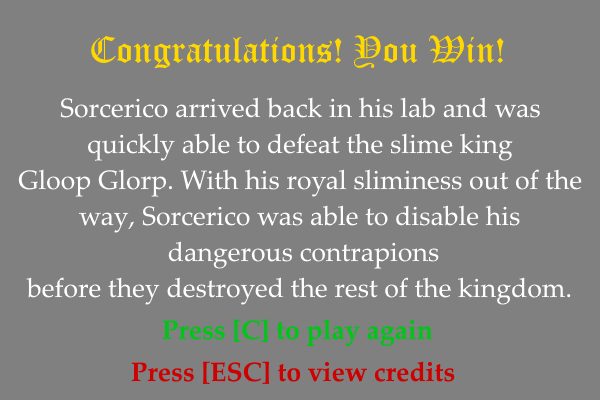 Congratulations! You Win!
Sorcerico arrived back in his lab and was
quickly able to defeat the slime king
Gloop Glorp. With his royal sliminess out of the
way, Sorcerico was able to disable his
dangerous contrapions
before they destroyed the rest of the kingdom.
Press [C] to play again
Press [ESC] to view credits